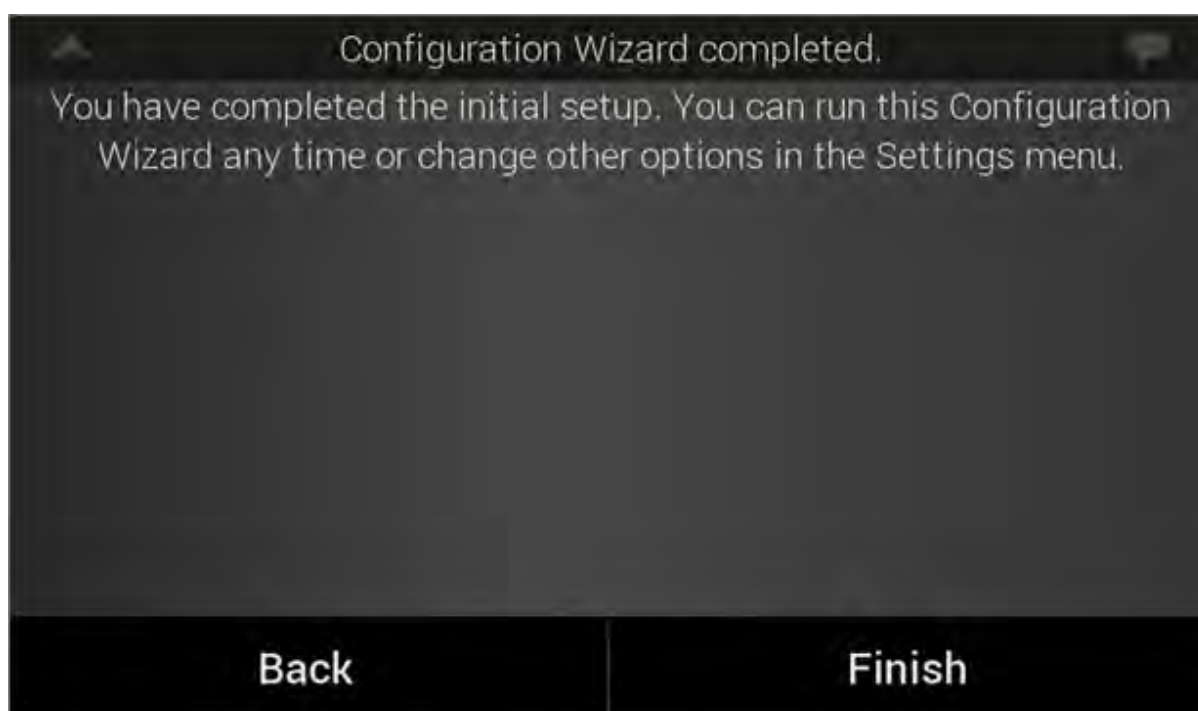 Configuration Wizard completed.
You have completed the initial setup. You can run this Configuration
Wizard any time or change other options in the Settings menu.
Back
Finish